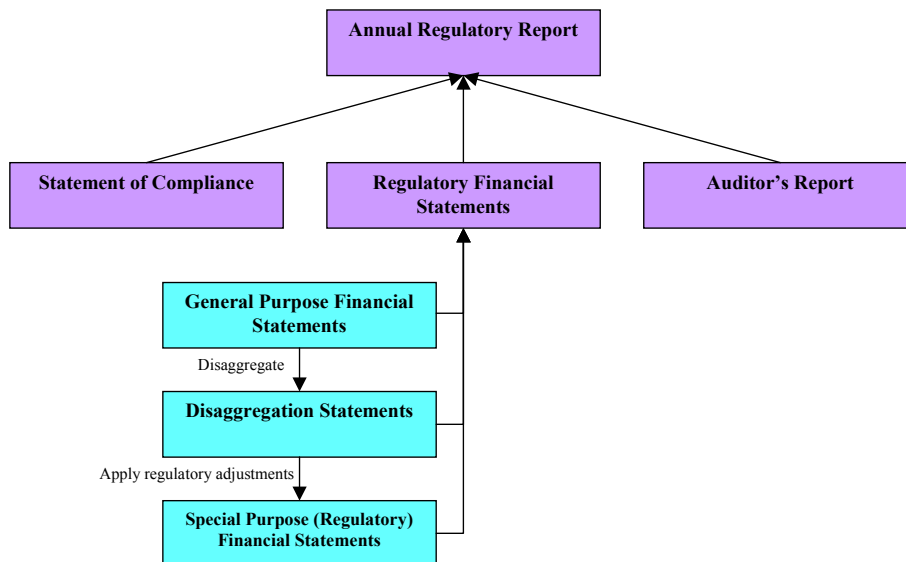 Annual Regulatory Report
Statement of Compliance
Regulatory Financial
Statements
Auditor’s Report
General Purpose Financial
Statements
Disaggregate
Disaggregation Statements
Apply regulatory adjustments
Special Purpose (Regulatory)
Financial Statements